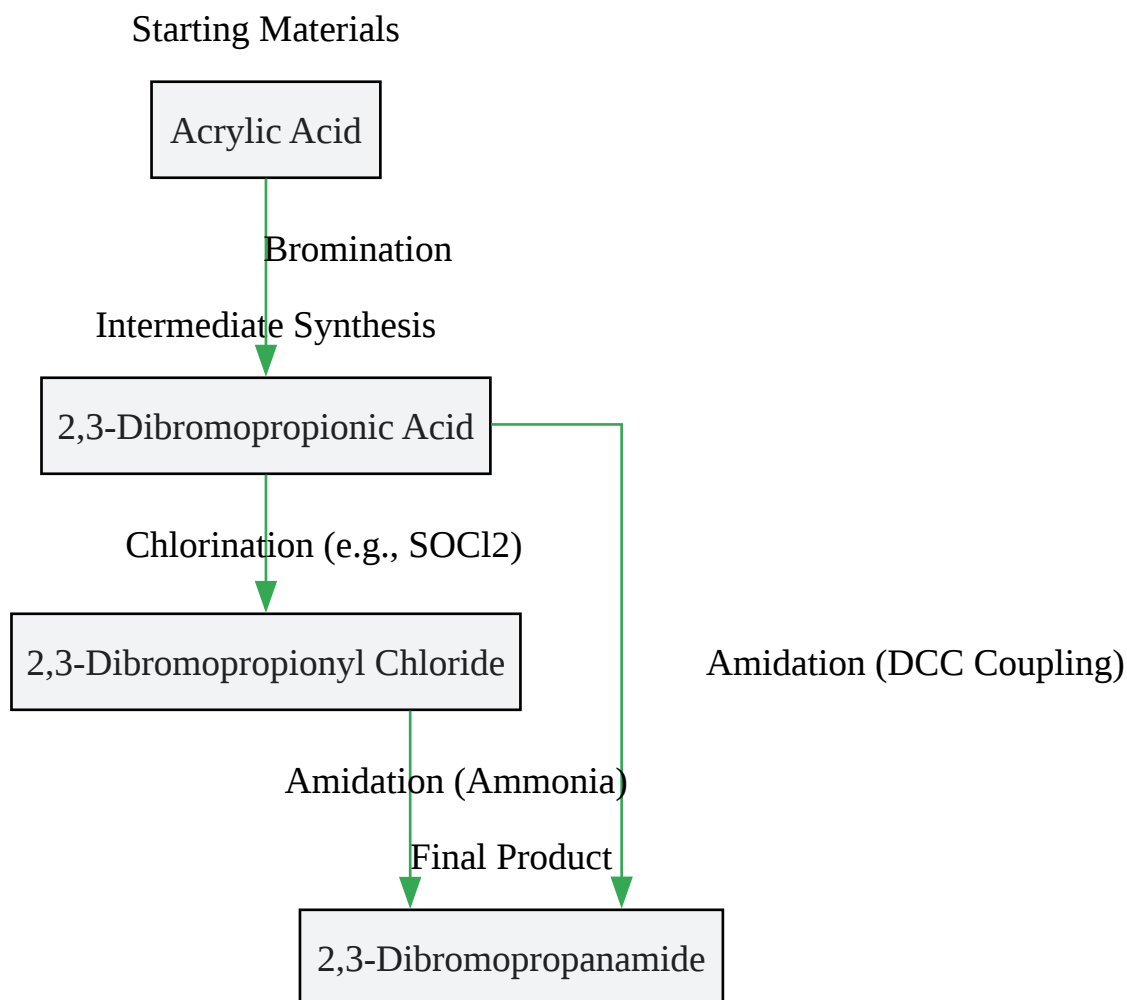 Starting Materials
Acrylic Acid
Bromination
Intermediate Synthesis
2,3-Dibromopropionic Acid
Chlorination (e.g., SOCl2)
2,3-Dibromopropionyl Chloride
Amidation (DCC Coupling)
Amidation (Ammonia)
Final Product
2,3-Dibromopropanamide